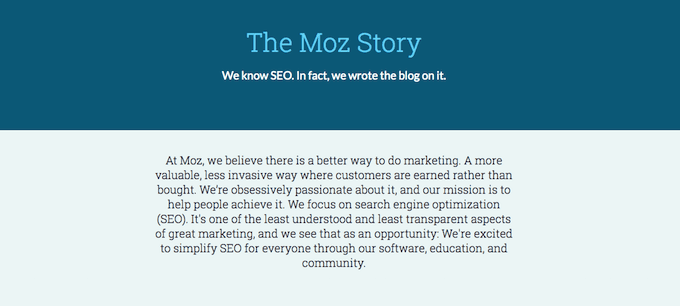 The Moz Story
We know SEO. In fact, we wrote the blog on it.
At Moz, we believe there is a better way to do marketing. A more
valuable, less invasive way where customers are earned rather than
bought. We're obsessively passionate about it, and our mission is to
help people achieve it. We focus on search engine optimization
(SEO). It's one of the least understood and least transparent aspects
of great marketing, and we see that as an opportunity: We're excited
to simplify SEO for everyone through our software, education, and
community.